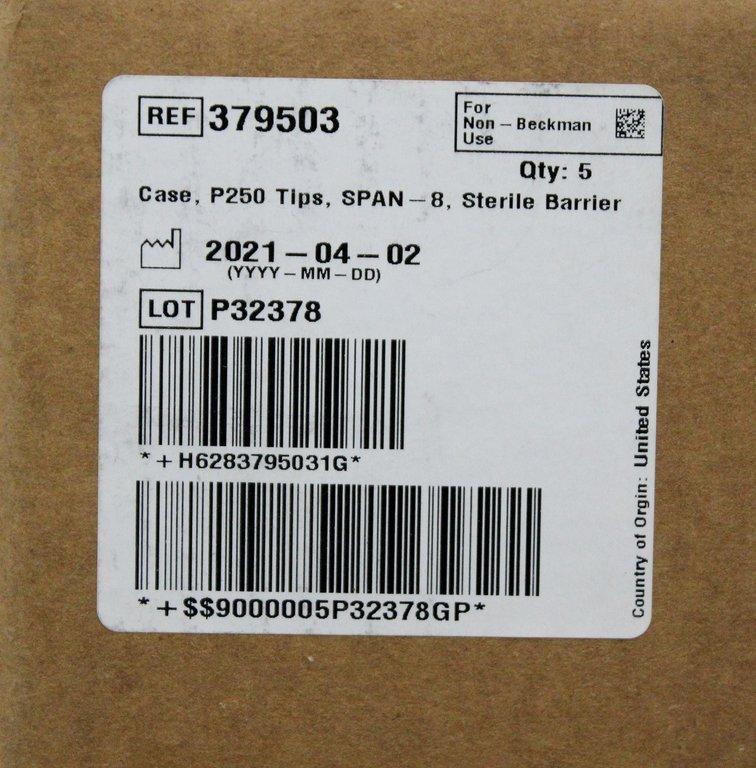 REF 379503
For
Non-Beckman
Use
Qty: 5
Case, P250 Tips, SPAN-8, Sterile Barrier
2021-04-02
(YYYY-MM-DD)
LOT P32378
*+H6283795031G*
*+$$9000005P32378GP*
Country of Orgin: United States